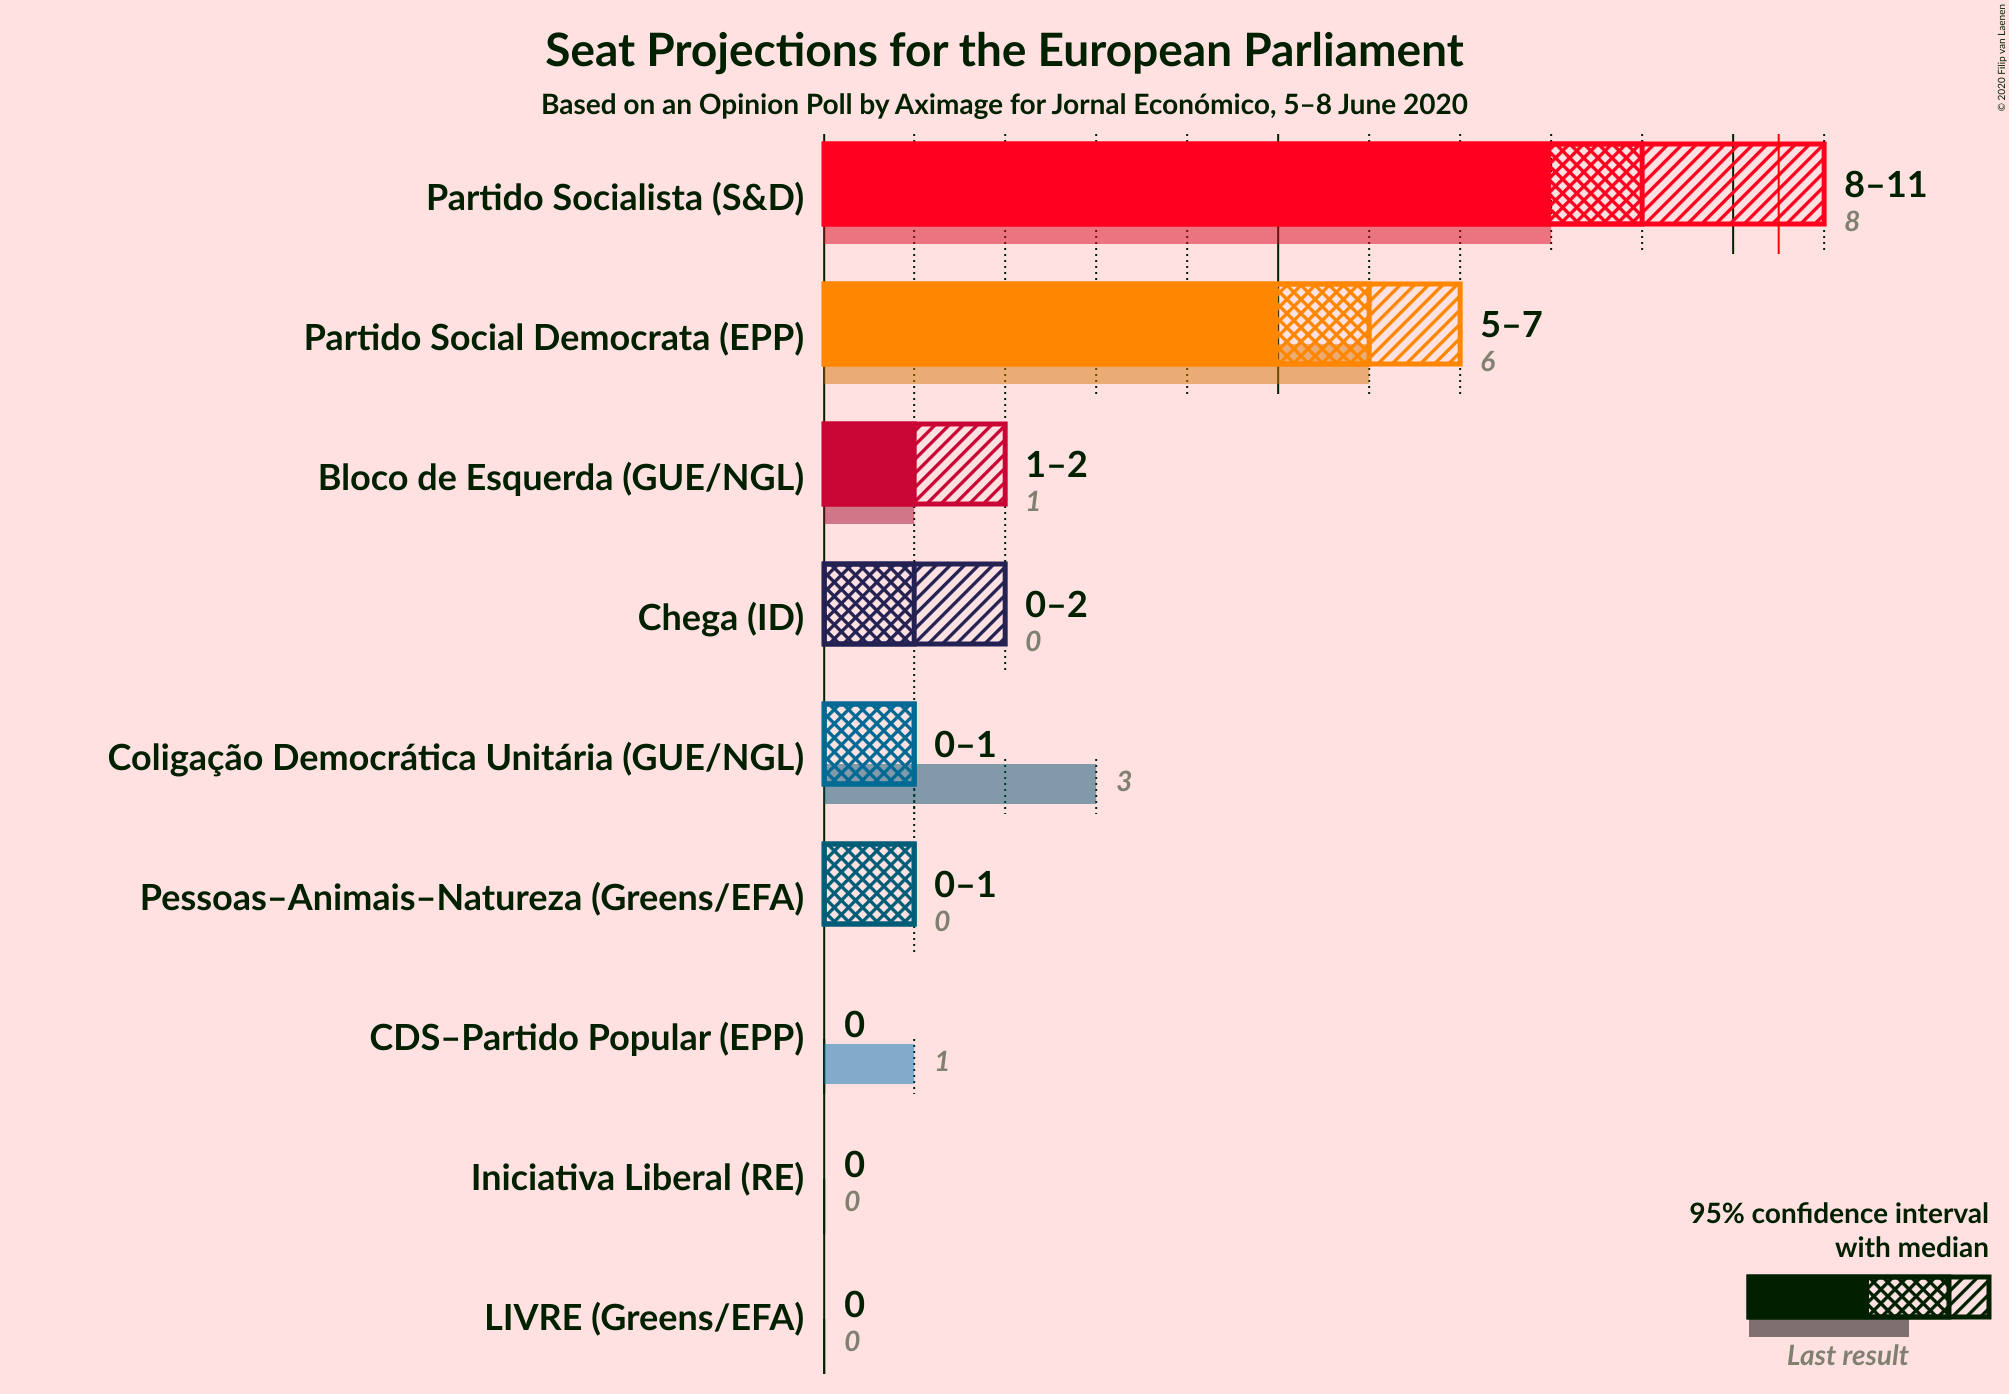 Seat Projections for the European Parliament
Based on an Opinion Poll by Aximage for Jornal Económico, 5–8 June 2020
© 2020 Filip van Laenen
Partido Socialista (S&D)
8–11
8
Partido Social Democrata (EPP)
5–7
6
Bloco de Esquerda (GUE/NGL)
1–2
1
Chega (ID)
0–2
0
Coligação Democrática Unitária (GUE/NGL)
0–1
3
Pessoas–Animais–Natureza (Greens/EFA)
0–1
0
CDS–Partido Popular (EPP)
0
1
Iniciativa Liberal (RE)
0
0
LIVRE (Greens/EFA)
0
0
95% confidence interval
with median
Last result